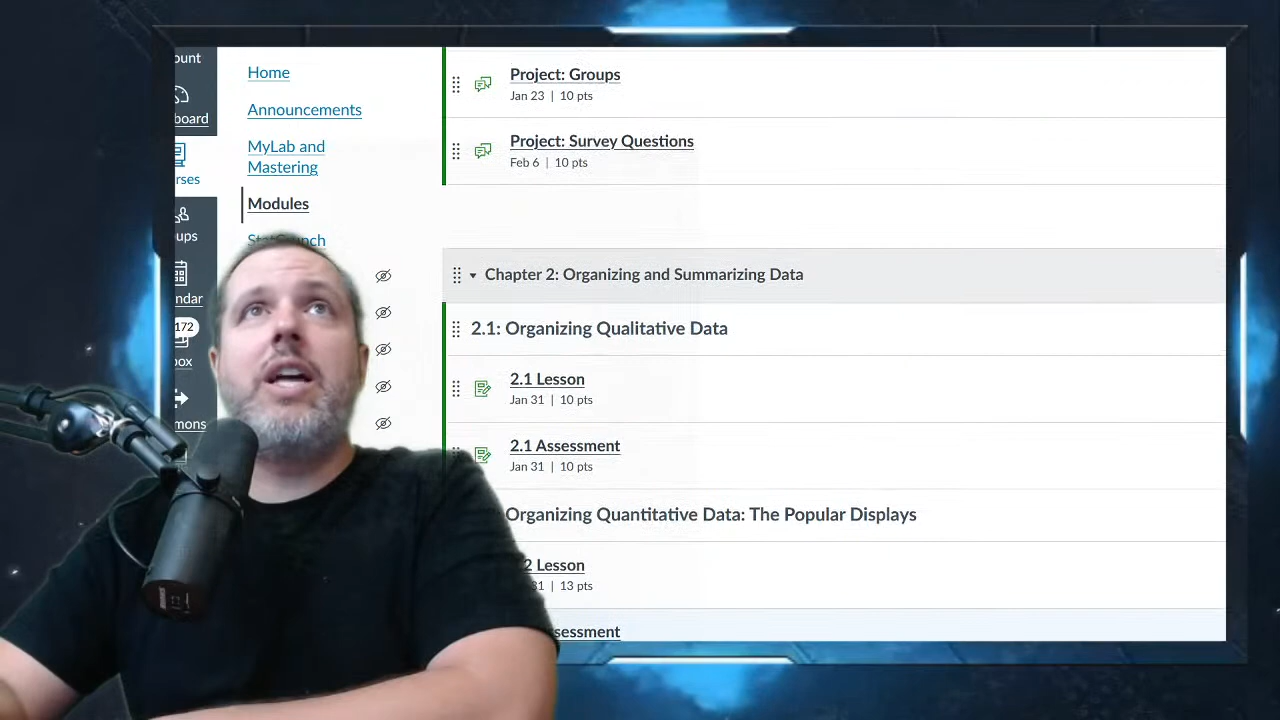 ount
board
rses
ups
ndar
172
box
mons
Home
Announcements
MyLab and
Mastering
Modules
Project: Groups
Jan 23 | 10 pts
Project: Survey Questions
Feb 6 | 10 pts
Chapter 2: Organizing and Summarizing Data
2.1: Organizing Qualitative Data
2.1 Lesson
Jan 31 | 10 pts
2.1 Assessment
Jan 31 | 10 pts
Organizing Quantitative Data: The Popular Displays
2 Lesson
31 | 13 pts
sessment